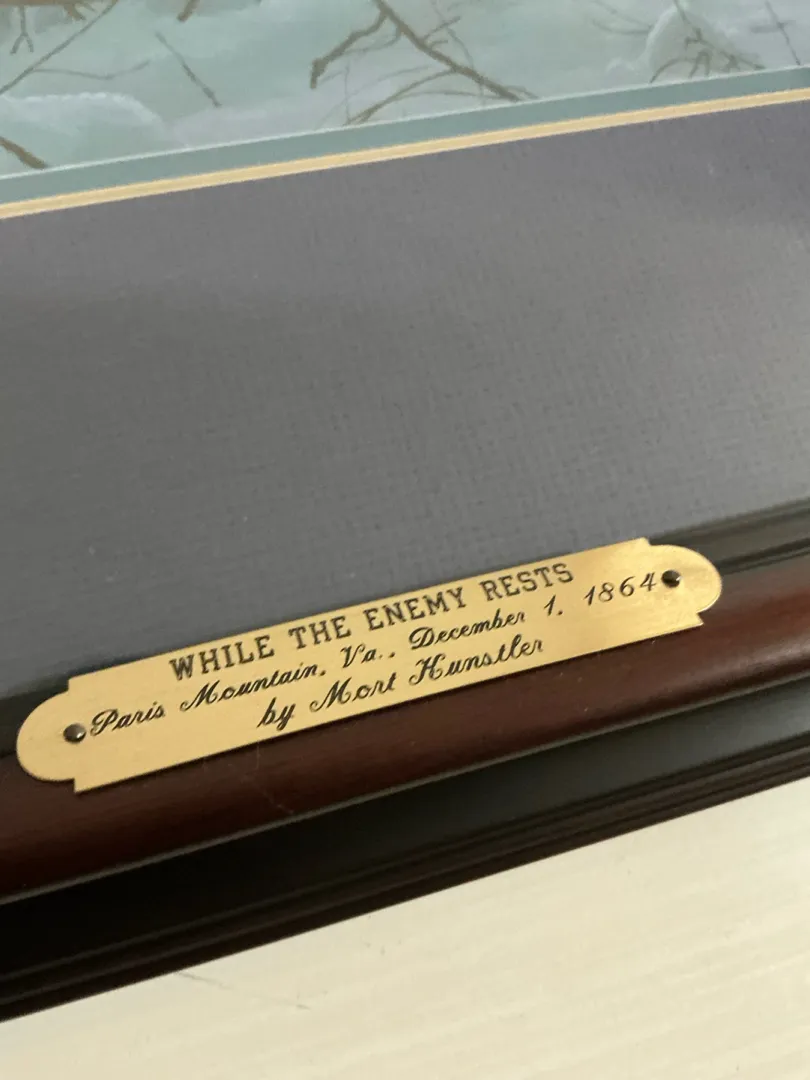 WHILE THE ENEMY RESTS
Paris Mountain, Va., December 1, 1864
by Mort Kunstler